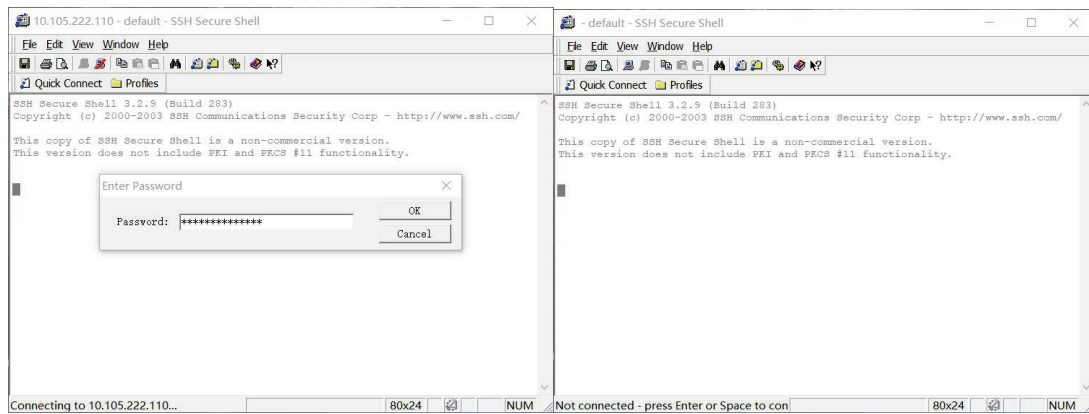 10.105.222.110 - default - SSH Secure Shell
File Edit View Window Help
Quick Connect Profiles
SSH Secure Shell 3.2.9 (Build 283)
Copyright (c) 2000-2003 SSH Communications Security Corp - http://www.ssh.com/
This copy of SSH Secure Shell is a non-commercial version.
This version does not include PKI and PKCS #11 functionality.
Enter Password
Password: **************
OK
Cancel
Connecting to 10.105.222.110... 80x24 NUM
- default - SSH Secure Shell
File Edit View Window Help
Quick Connect Profiles
SSH Secure Shell 3.2.9 (Build 283)
Copyright (c) 2000-2003 SSH Communications Security Corp - http://www.ssh.com/
This copy of SSH Secure Shell is a non-commercial version.
This version does not include PKI and PKCS #11 functionality.
Not connected - press Enter or Space to con 80x24 NUM